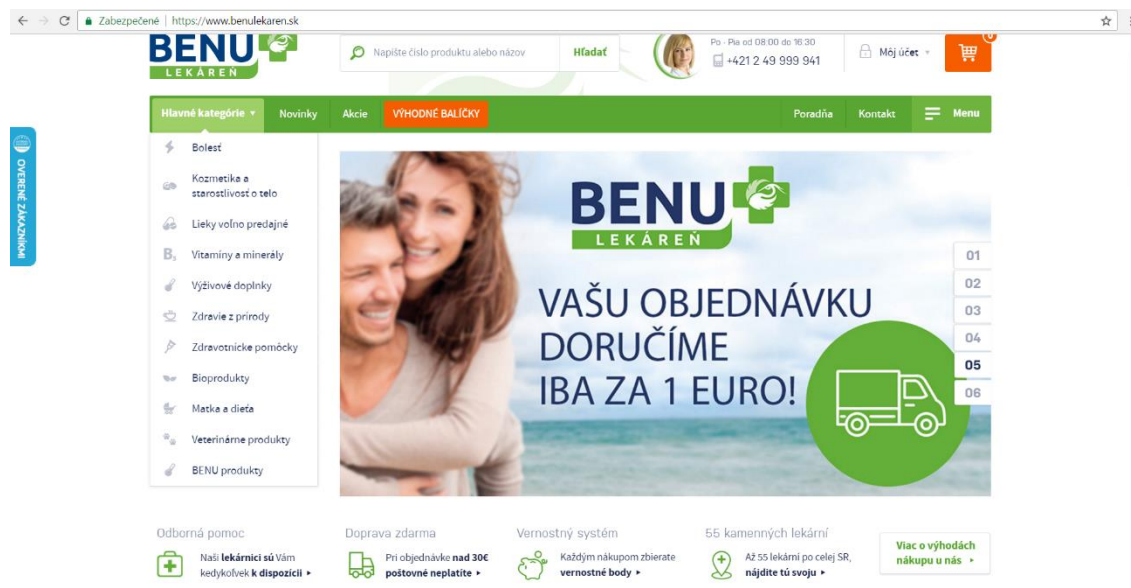 Zabezpečené | https://www.benulekaren.sk
BENU
LEKÁREŇ
Napíšte číslo produktu alebo názov
Hľadať
Po - Pia od 08:00 do 16:30
+421 2 49 999 941
Môj účet
0
Hlavné kategórie
Novinky
Akcie
VÝHODNÉ BALÍČKY
Poradňa
Kontakt
Menu
OVERENÉ ZÁKAZNÍKMI
Bolesť
Kozmetika a
starostlivosť o telo
Lieky voľno predajné
Vitamíny a minerály
Výživové doplnky
Zdravie z prírody
Zdravotnícke pomôcky
Bioprodukty
Matka a dieťa
Veterinárne produkty
BENU produkty
BENU
LEKÁREŇ
VAŠU OBJEDNÁVKU
DORUČÍME
IBA ZA 1 EURO!
01
02
03
04
05
06
Odborná pomoc
Naši lekárnici sú Vám
kedykoľvek k dispozícii
Doprava zdarma
Pri objednávke nad 30€
poštovné neplatíte
Vernostný systém
Každým nákupom zbierate
vernostné body
55 kamenných lekární
Až 55 lekární po celej SR,
nájdite tú svoju
Viac o výhodách
nákupu u nás